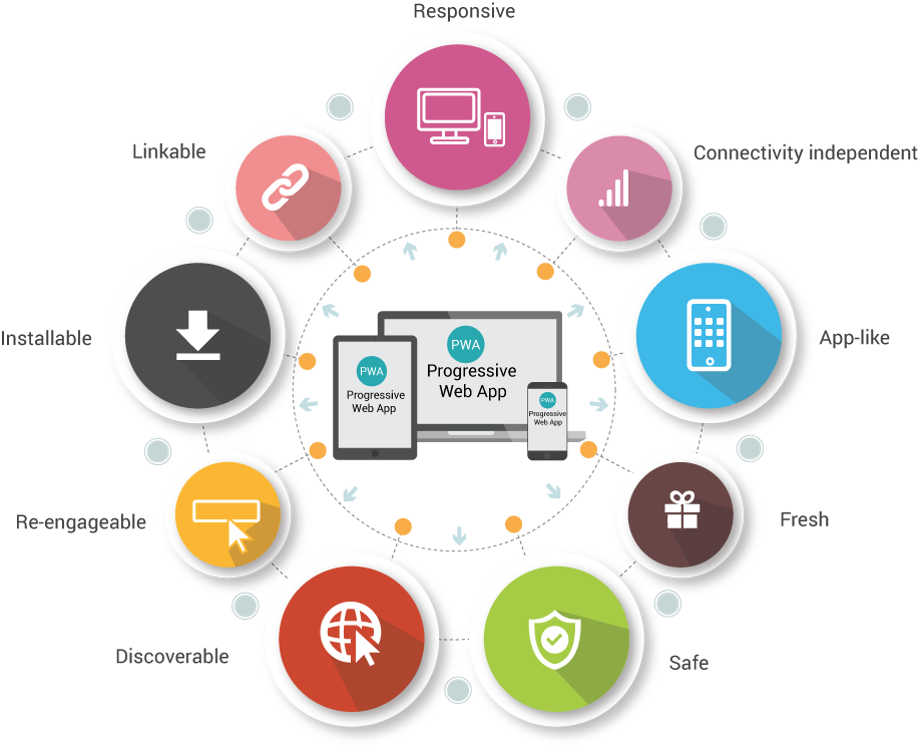 Responsive
Linkable
Connectivity independent
Installable
App-like
PWA
Progressive
Web App
PWA
Progressive
Web App
PWA
Progressive
Web App
Re-engageable
Fresh
Discoverable
Safe